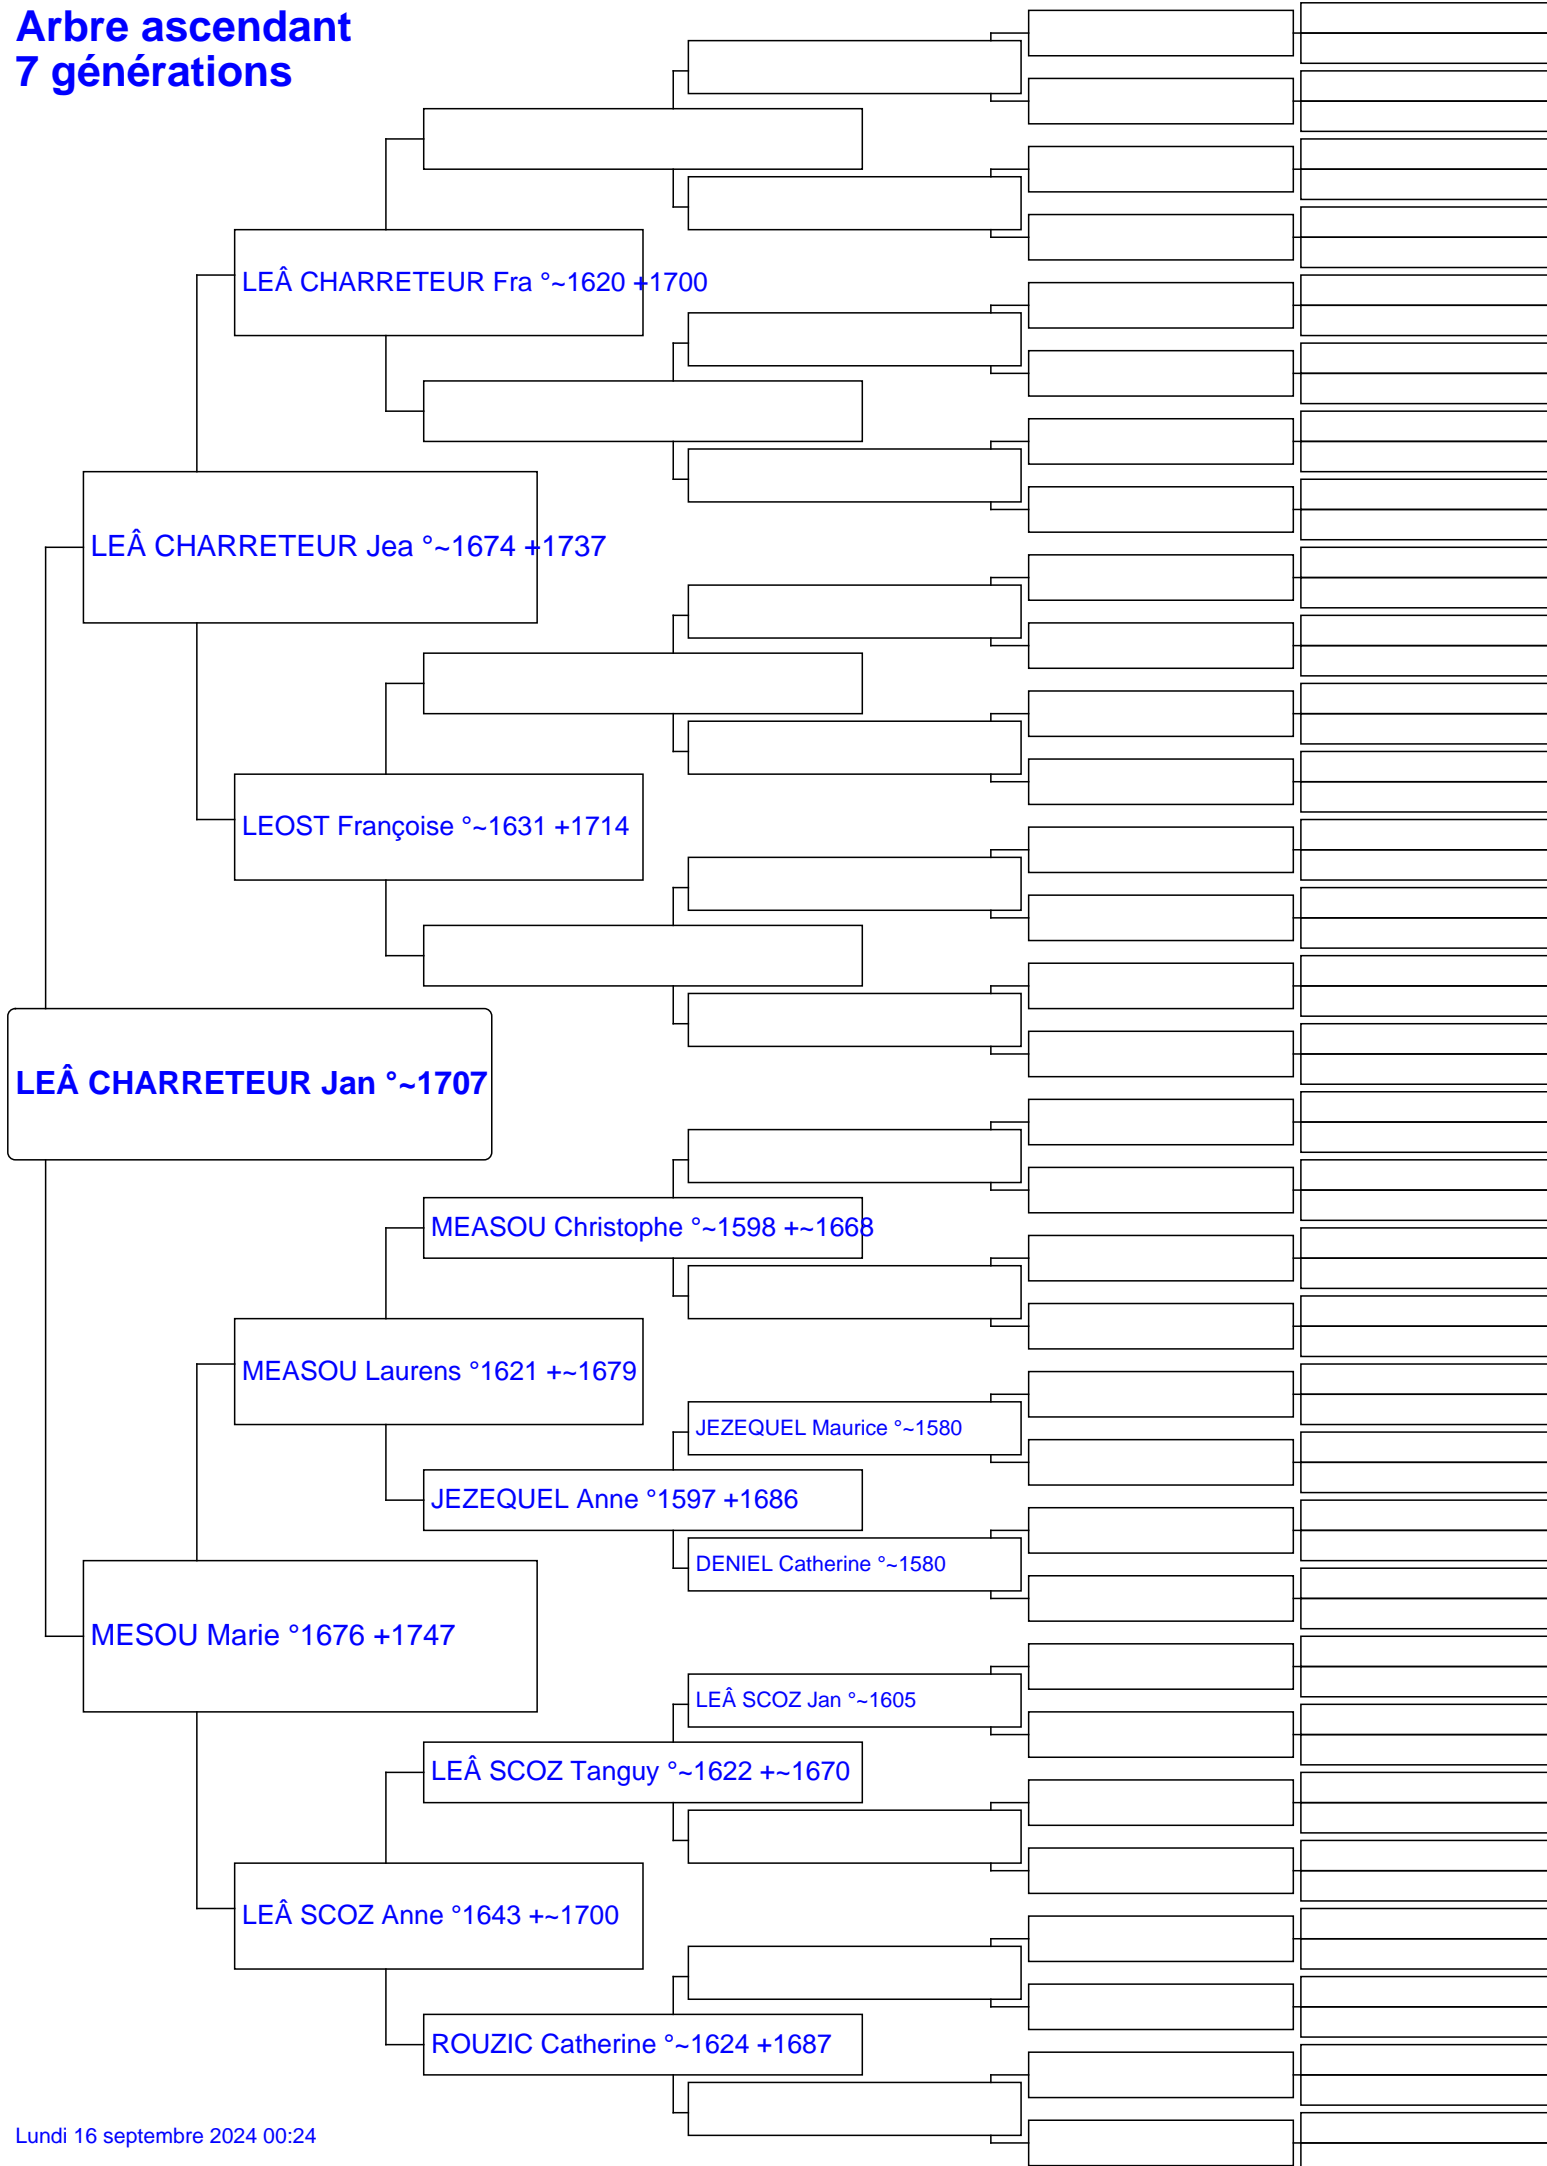 Arbre ascendant
7 générations
LEÂ CHARRETEUR Fra °~1620 +1700
LEÂ CHARRETEUR Jea °~1674 +1737
LEOST Françoise °~1631 +1714
LEÂ CHARRETEUR Jan °~1707
MEASOU Christophe °~1598 +~1668
MEASOU Laurens °1621 +~1679
JEZEQUEL Maurice °~1580
JEZEQUEL Anne °1597 +1686
DENIEL Catherine °~1580
MESOU Marie °1676 +1747
LEÂ SCOZ Jan °~1605
LEÂ SCOZ Tanguy °~1622 +~1670
LEÂ SCOZ Anne °1643 +~1700
ROUZIC Catherine °~1624 +1687
Lundi 16 septembre 2024 00:24